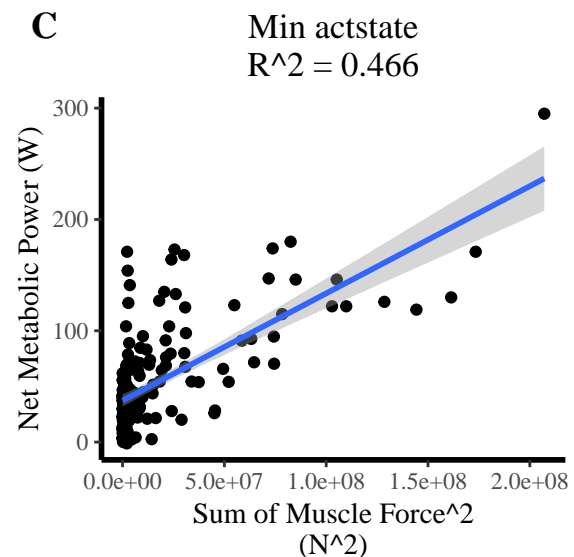 C
Min actstate
R^2 = 0.466
Net Metabolic Power (W)
300
200
100
0
0.0e+00 5.0e+07 1.0e+08 1.5e+08 2.0e+08
Sum of Muscle Force^2
(N^2)